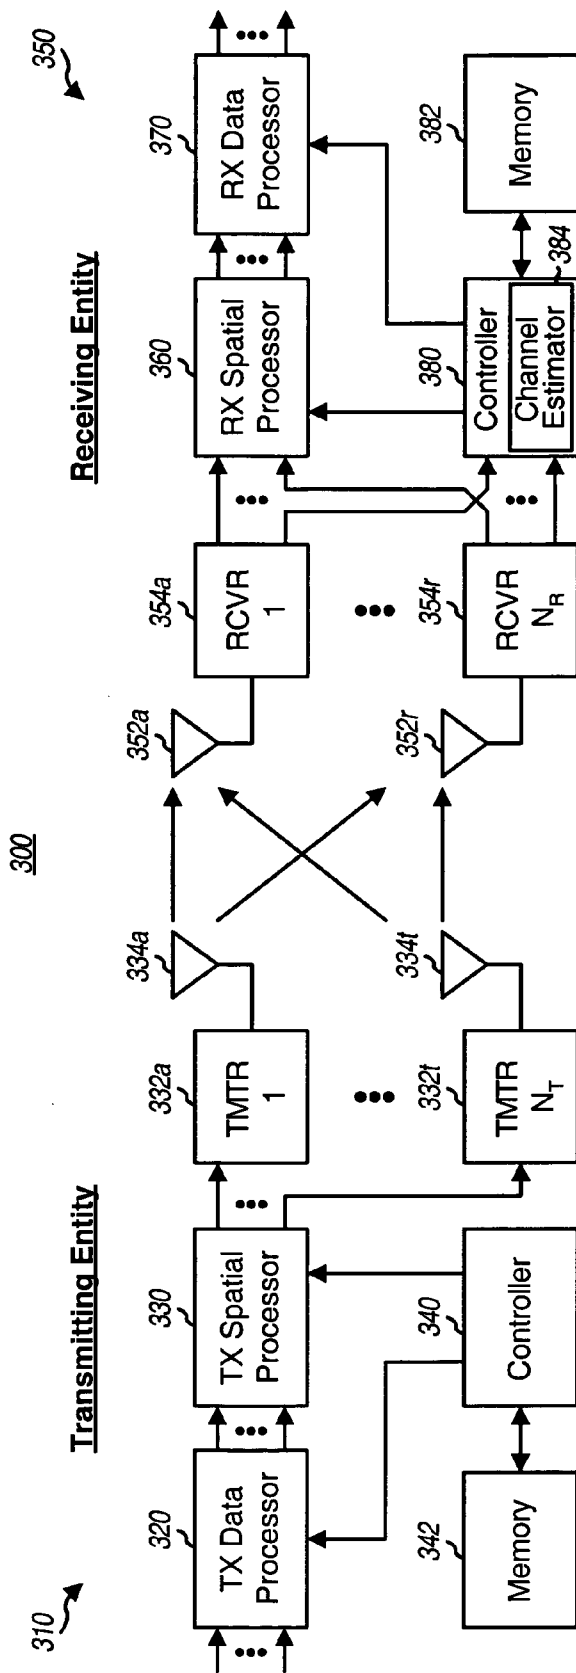 300
310
Transmitting Entity
320
TX Data
Processor
330
TX Spatial
Processor
332a
TMTR
1
334a
332t
TMTR
N_T
334t
340
Controller
342
Memory
350
Receiving Entity
352a
354a
RCVR
1
352r
354r
RCVR
N_R
360
RX Spatial
Processor
370
RX Data
Processor
380
Controller
Channel
Estimator
384
382
Memory